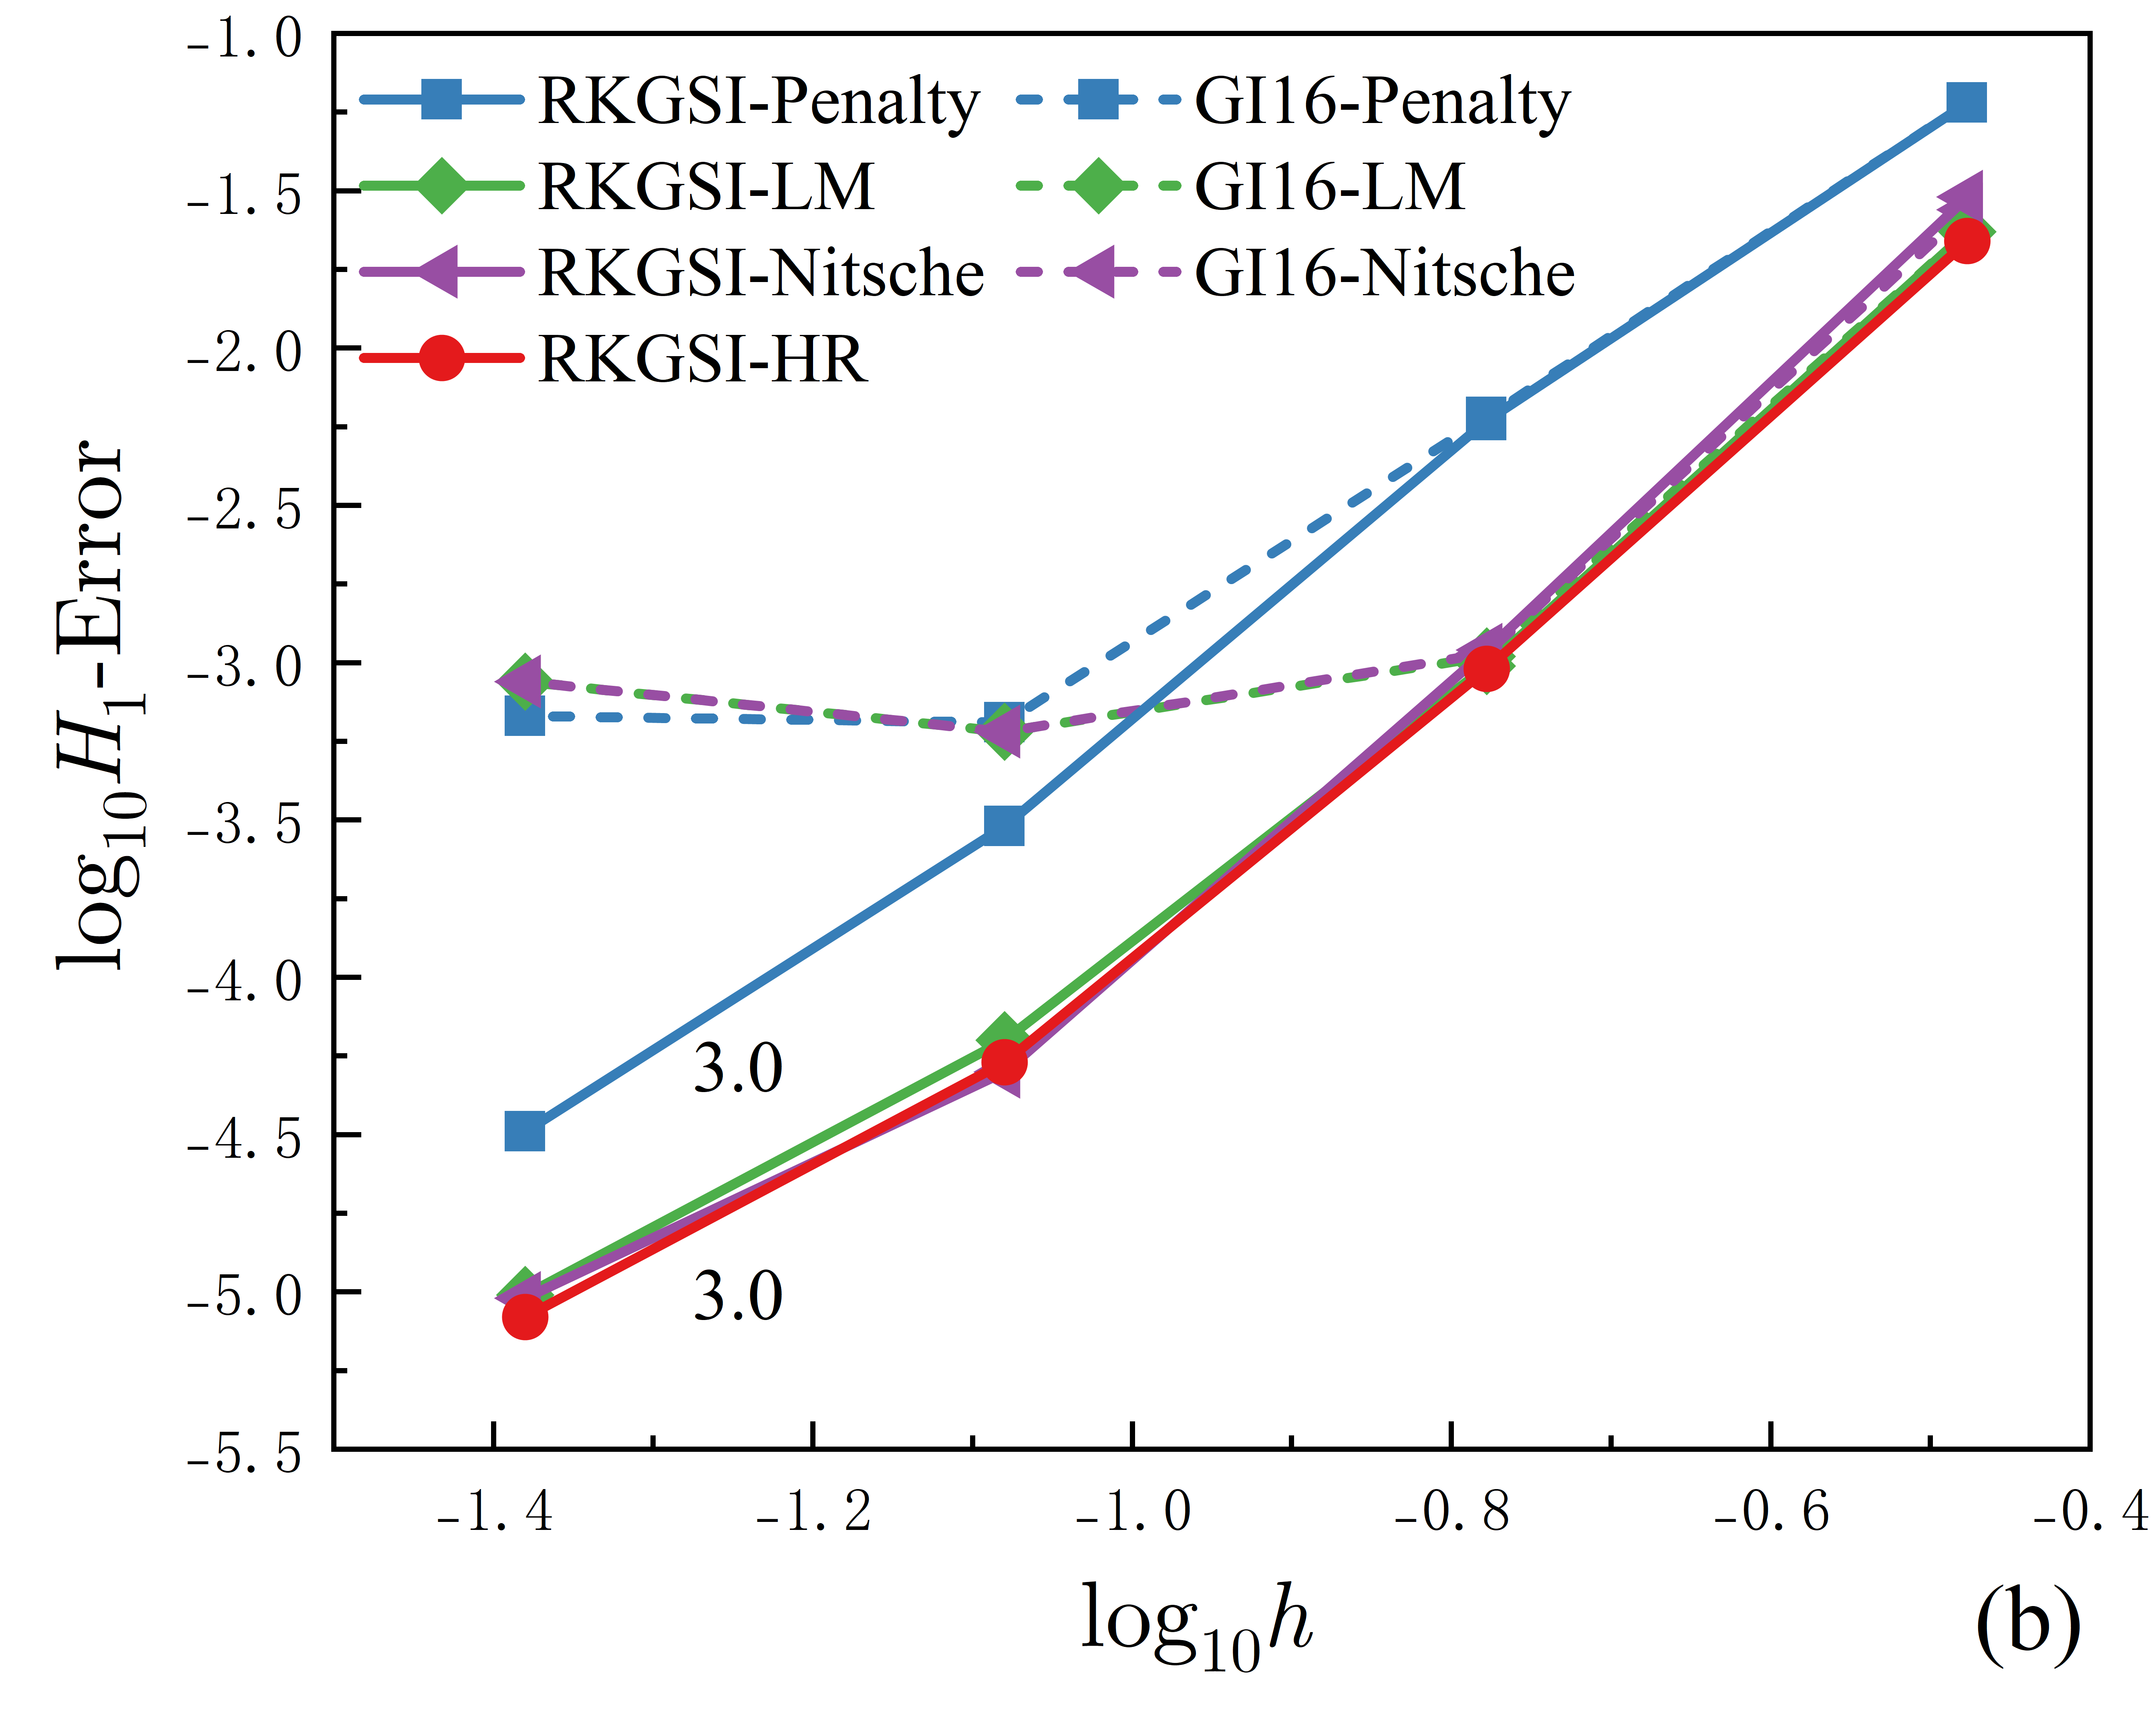 -1.0
-1.5
-2.0
-2.5
-3.0
-3.5
-4.0
-4.5
-5.0
-5.5
log₁₀H₁-Error
RKGSI-Penalty
GI16-Penalty
RKGSI-LM
GI16-LM
RKGSI-Nitsche
GI16-Nitsche
RKGSI-HR
3.0
3.0
-1.4 -1.2 -1.0 -0.8 -0.6 -0.4
log₁₀h
(b)